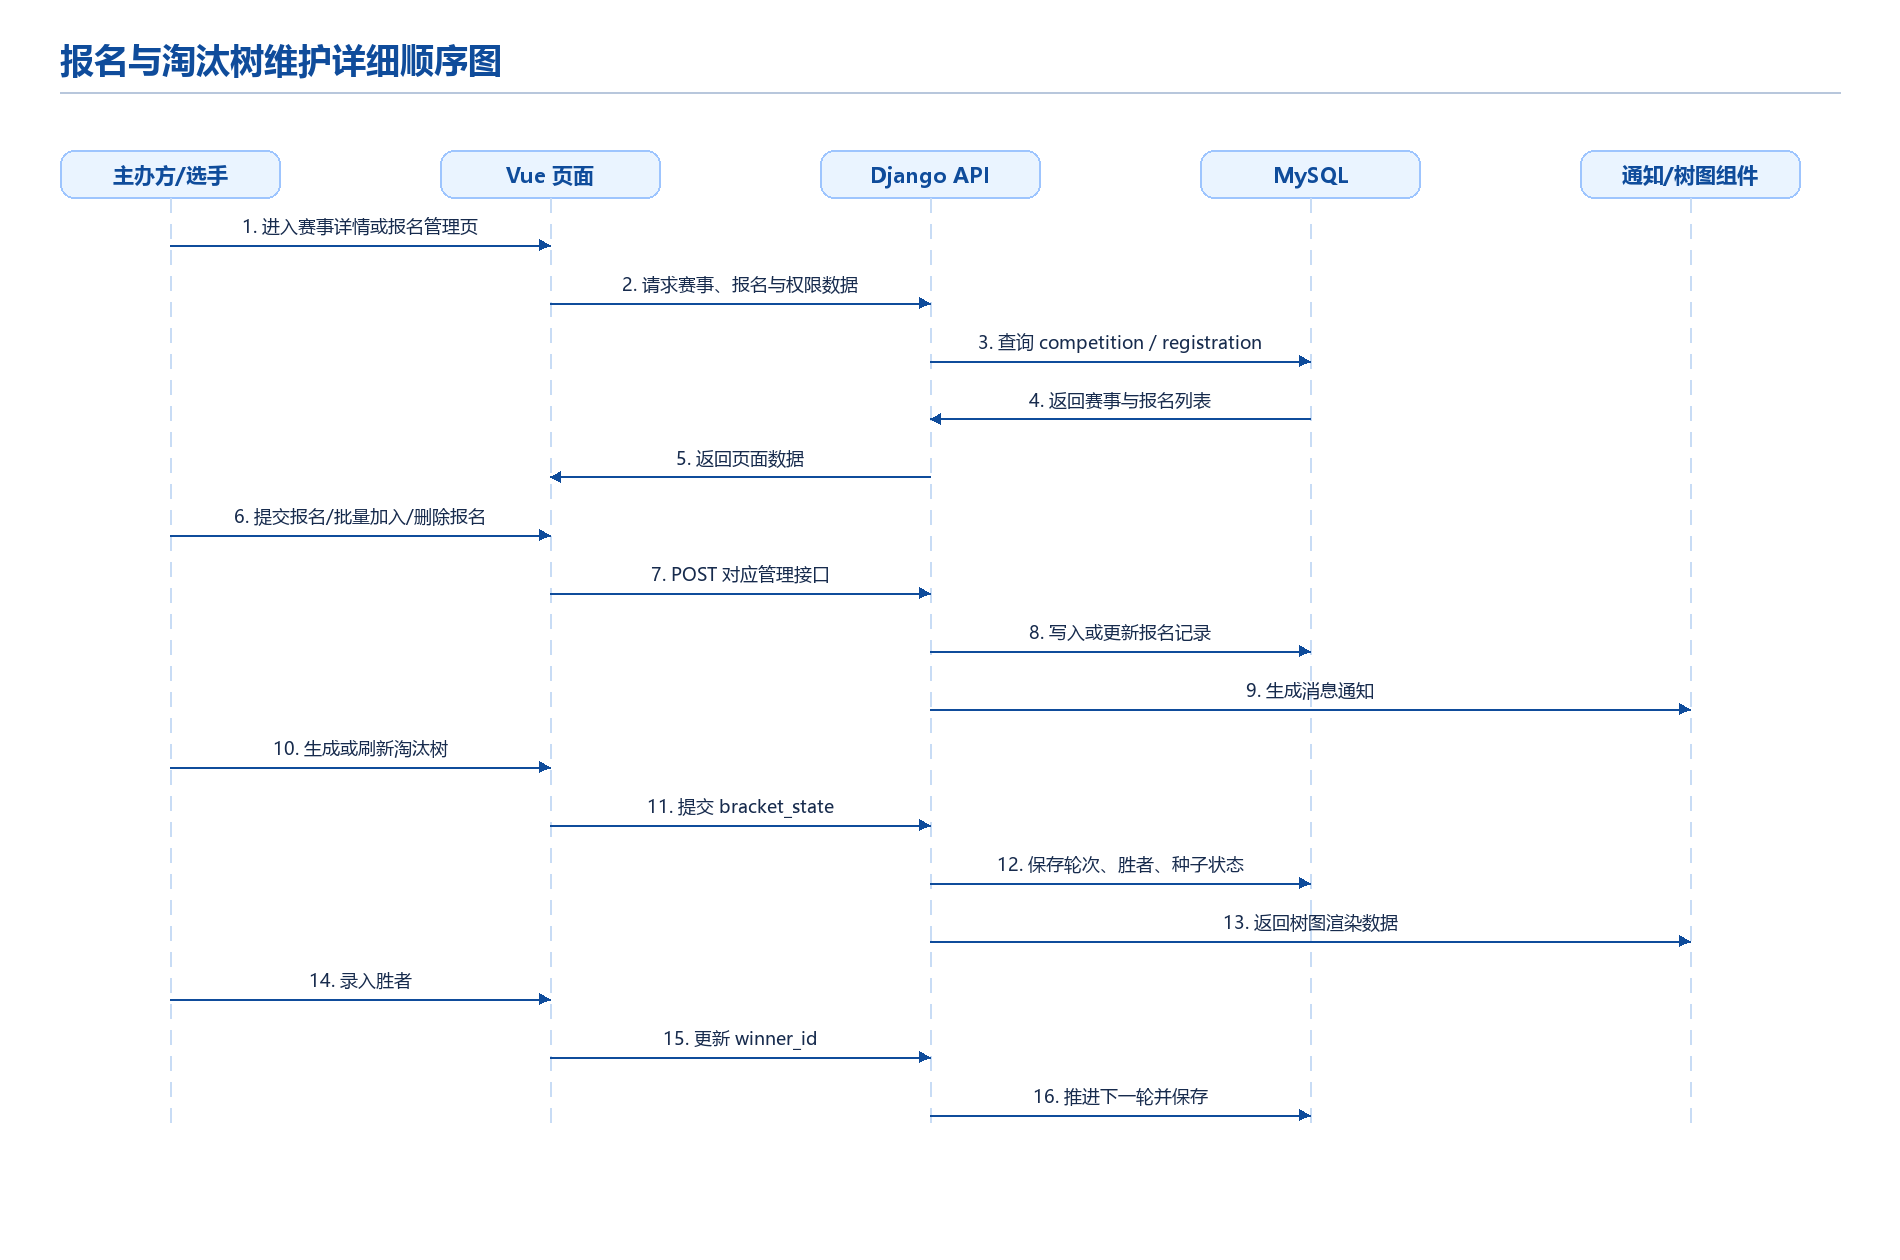 报名与淘汰树维护详细顺序图
主办方/选手
Vue 页面
Django API
MySQL
通知/树图组件
1. 进入赛事详情或报名管理页
2. 请求赛事、报名与权限数据
3. 查询 competition / registration
4. 返回赛事与报名列表
5. 返回页面数据
6. 提交报名/批量加入/删除报名
7. POST 对应管理接口
8. 写入或更新报名记录
9. 生成消息通知
10. 生成或刷新淘汰树
11. 提交 bracket_state
12. 保存轮次、胜者、种子状态
13. 返回树图渲染数据
14. 录入胜者
15. 更新 winner_id
16. 推进下一轮并保存